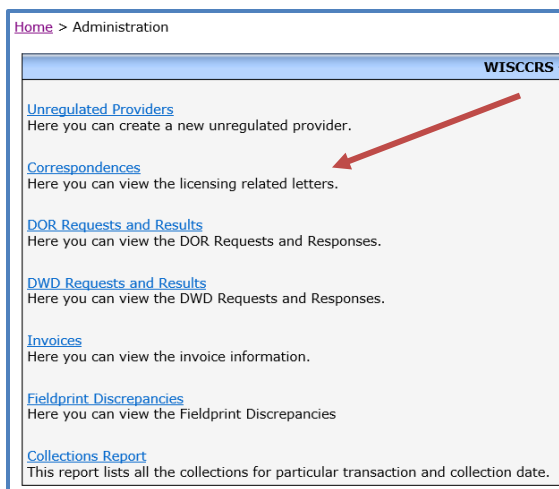 Home > Administration
WISCCRS
Unregulated Providers
Here you can create a new unregulated provider.
Correspondences
Here you can view the licensing related letters.
DOR Requests and Results
Here you can view the DOR Requests and Responses.
DWD Requests and Results
Here you can view the DWD Requests and Responses.
Invoices
Here you can view the invoice information.
Fieldprint Discrepancies
Here you can view the Fieldprint Discrepancies
Collections Report
This report lists all the collections for particular transaction and collection date.